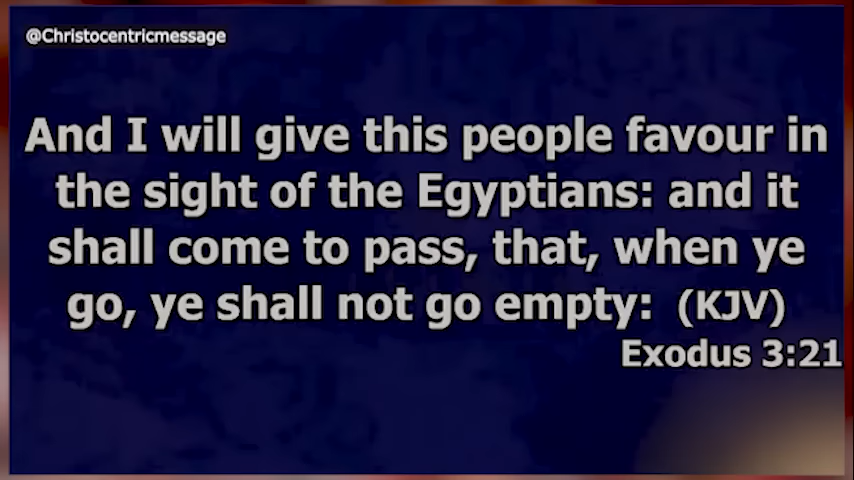 @Christocentricmessage
And I will give this people favour in
the sight of the Egyptians: and it
shall come to pass, that, when ye
go, ye shall not go empty: (KJV)
Exodus 3:21